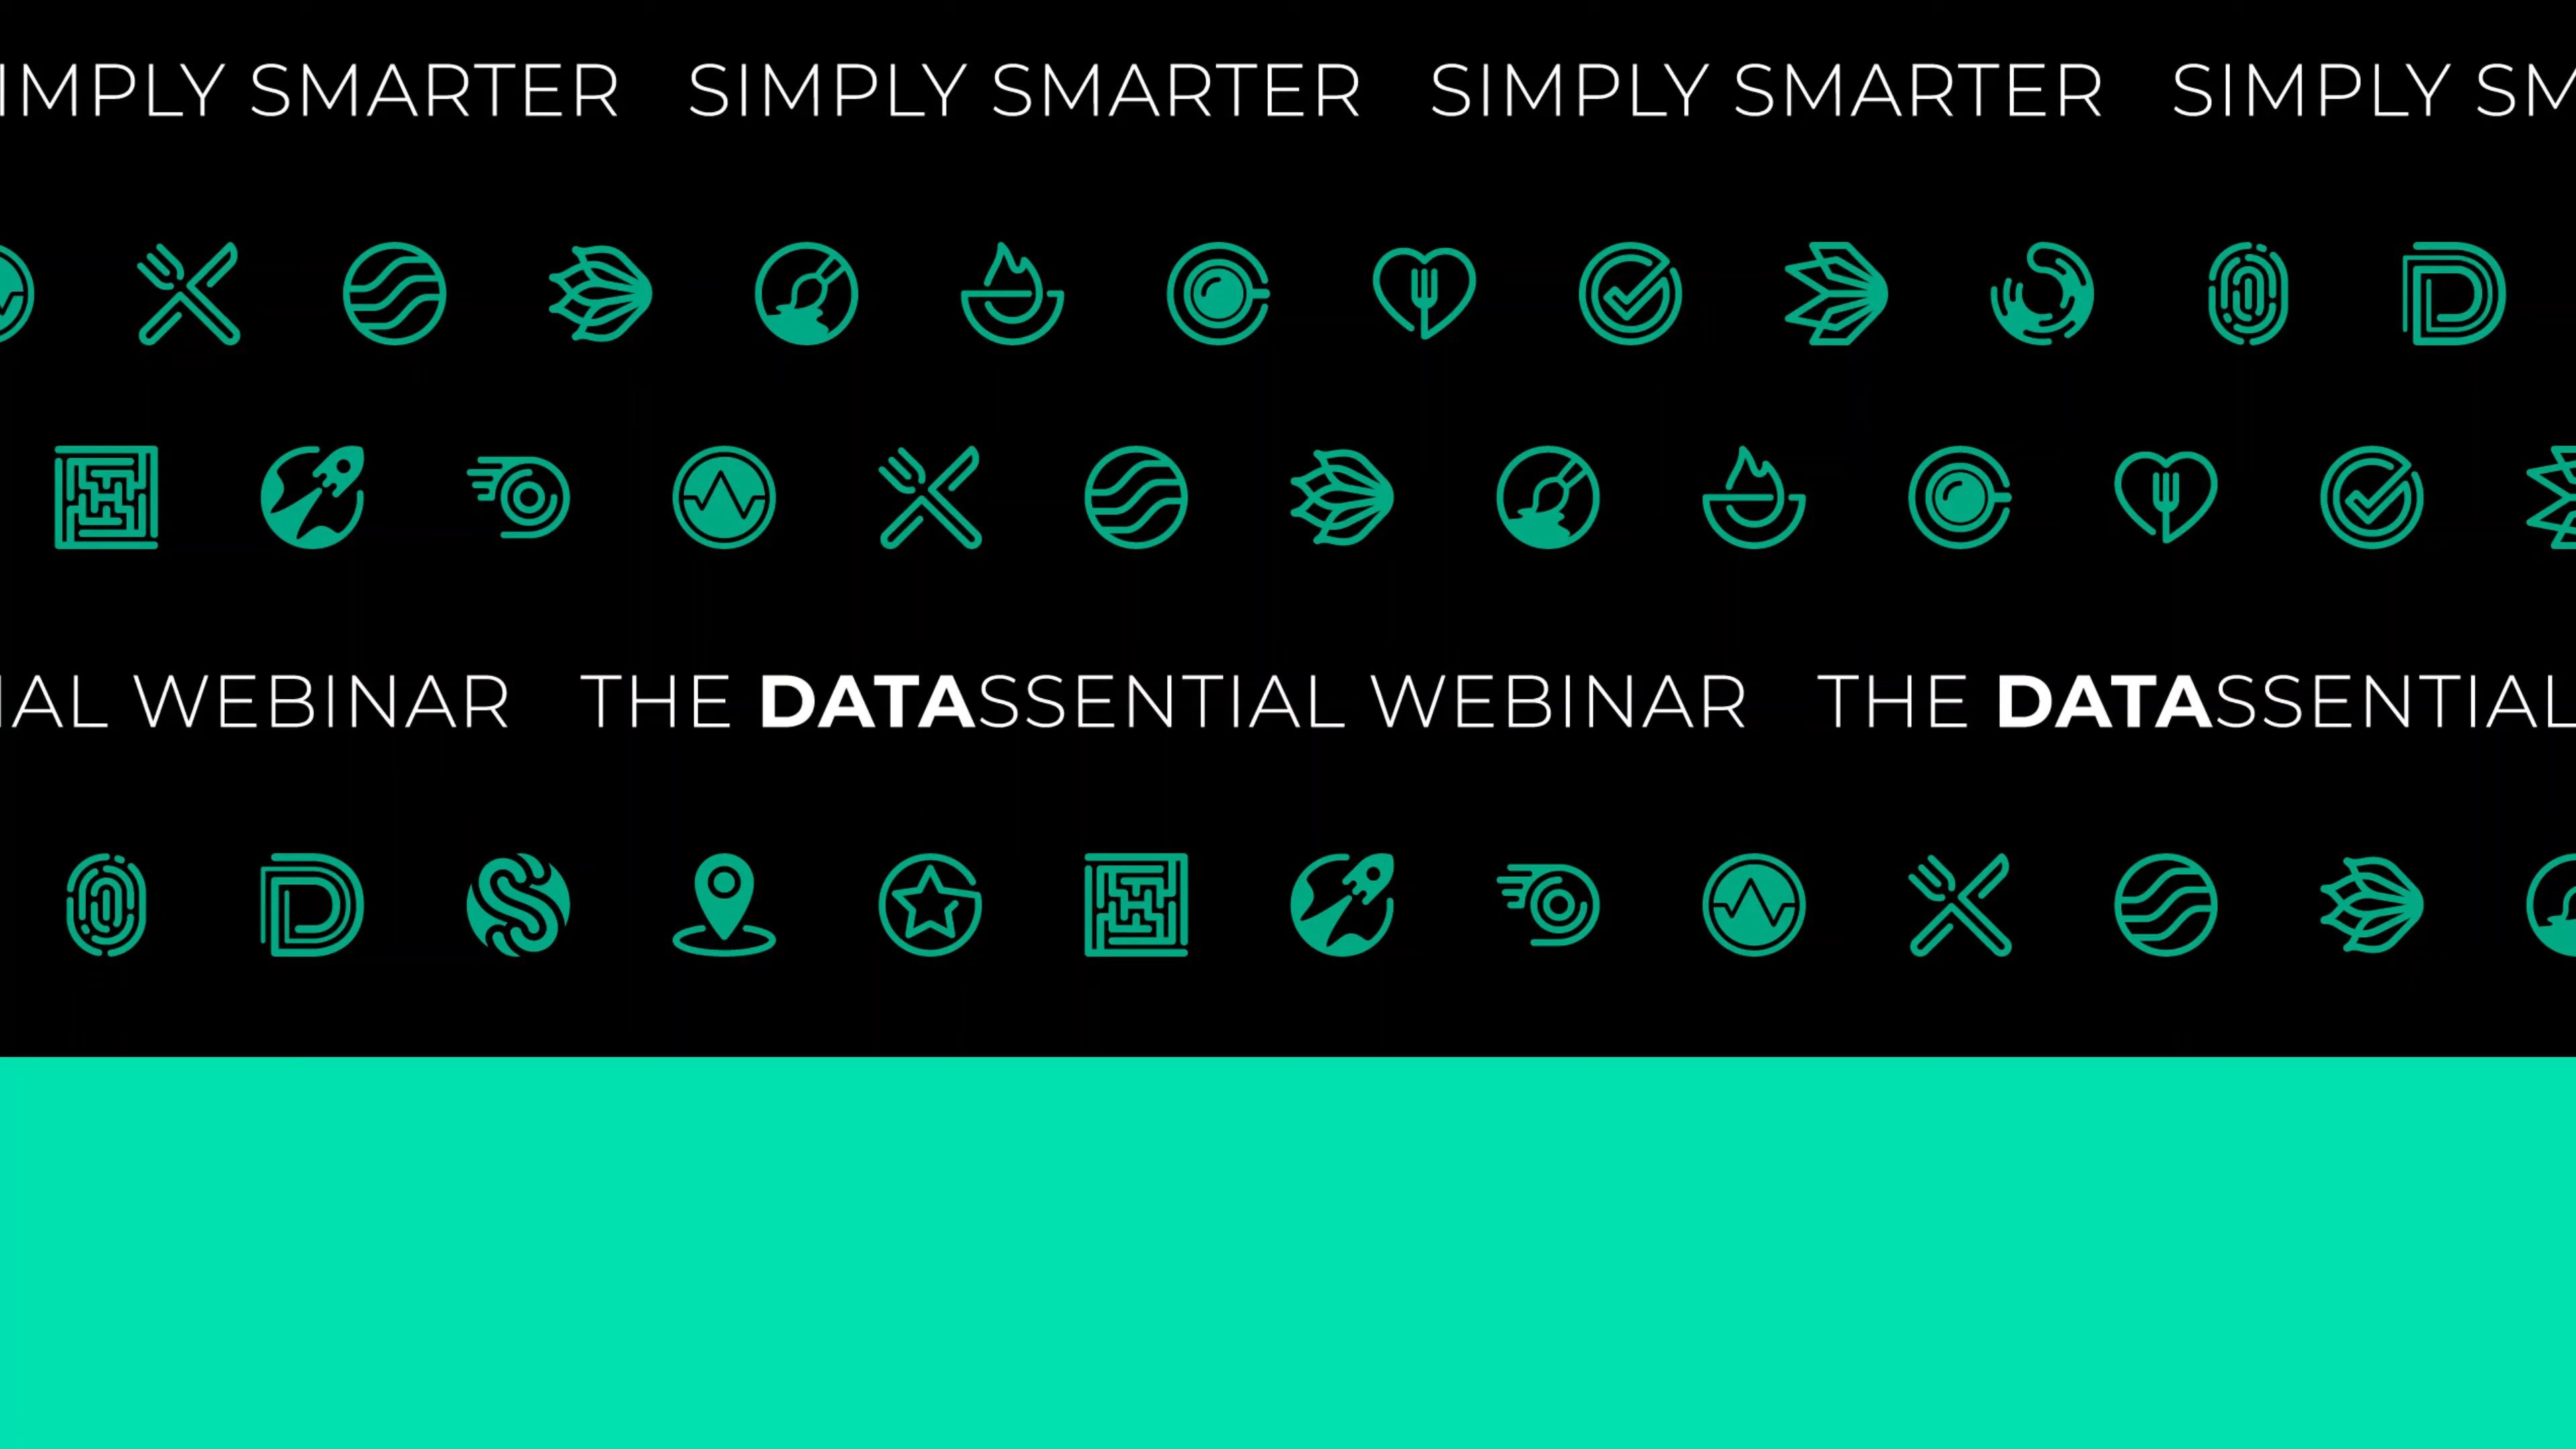 IMPLY SMARTER SIMPLY SMARTER SIMPLY SMARTER SIMPLY SM
IAL WEBINAR THE DATASSENTIAL WEBINAR THE DATASSENTIAL